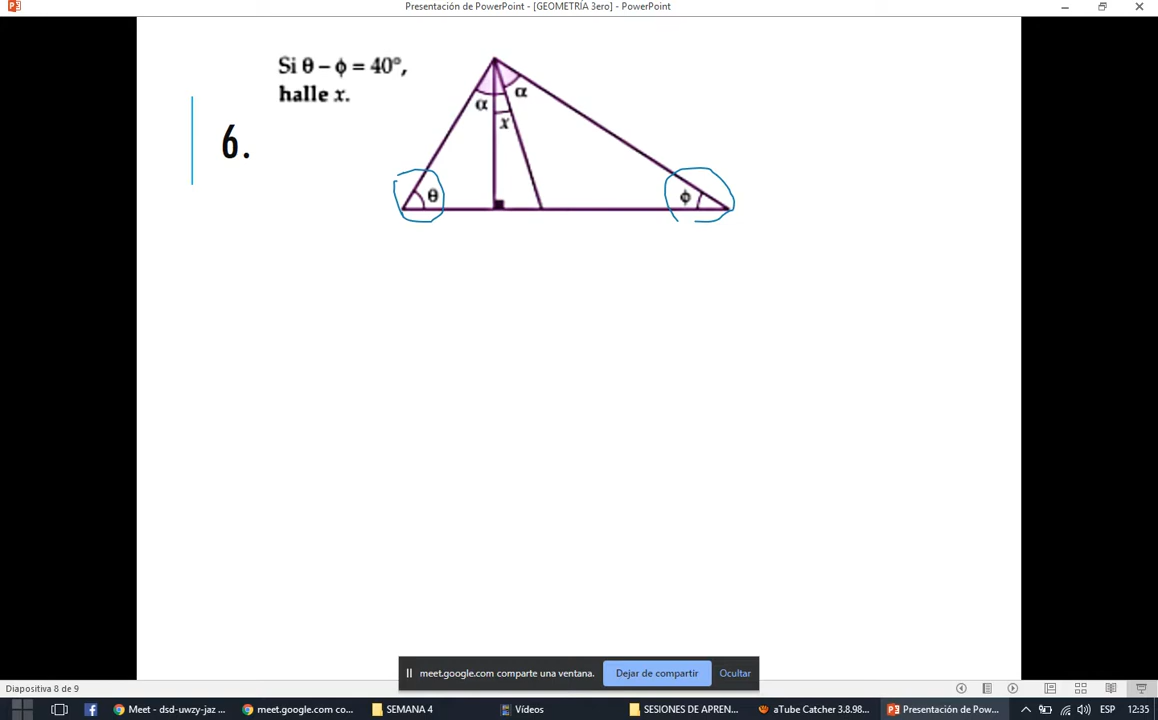 Presentación de PowerPoint - [GEOMETRÍA 3ero] - PowerPoint
Si θ – ϕ = 40°,
halle x.
6.
α
α
x
θ
ϕ
meet.google.com comparte una ventana.
Dejar de compartir
Ocultar
Diapositiva 8 de 9
Meet - dsd-uwzy-jaz ...
meet.google.com co...
SEMANA 4
Vídeos
SESIONES DE APREN...
aTube Catcher 3.8.98...
Presentación de Pow...
ESP
12:35